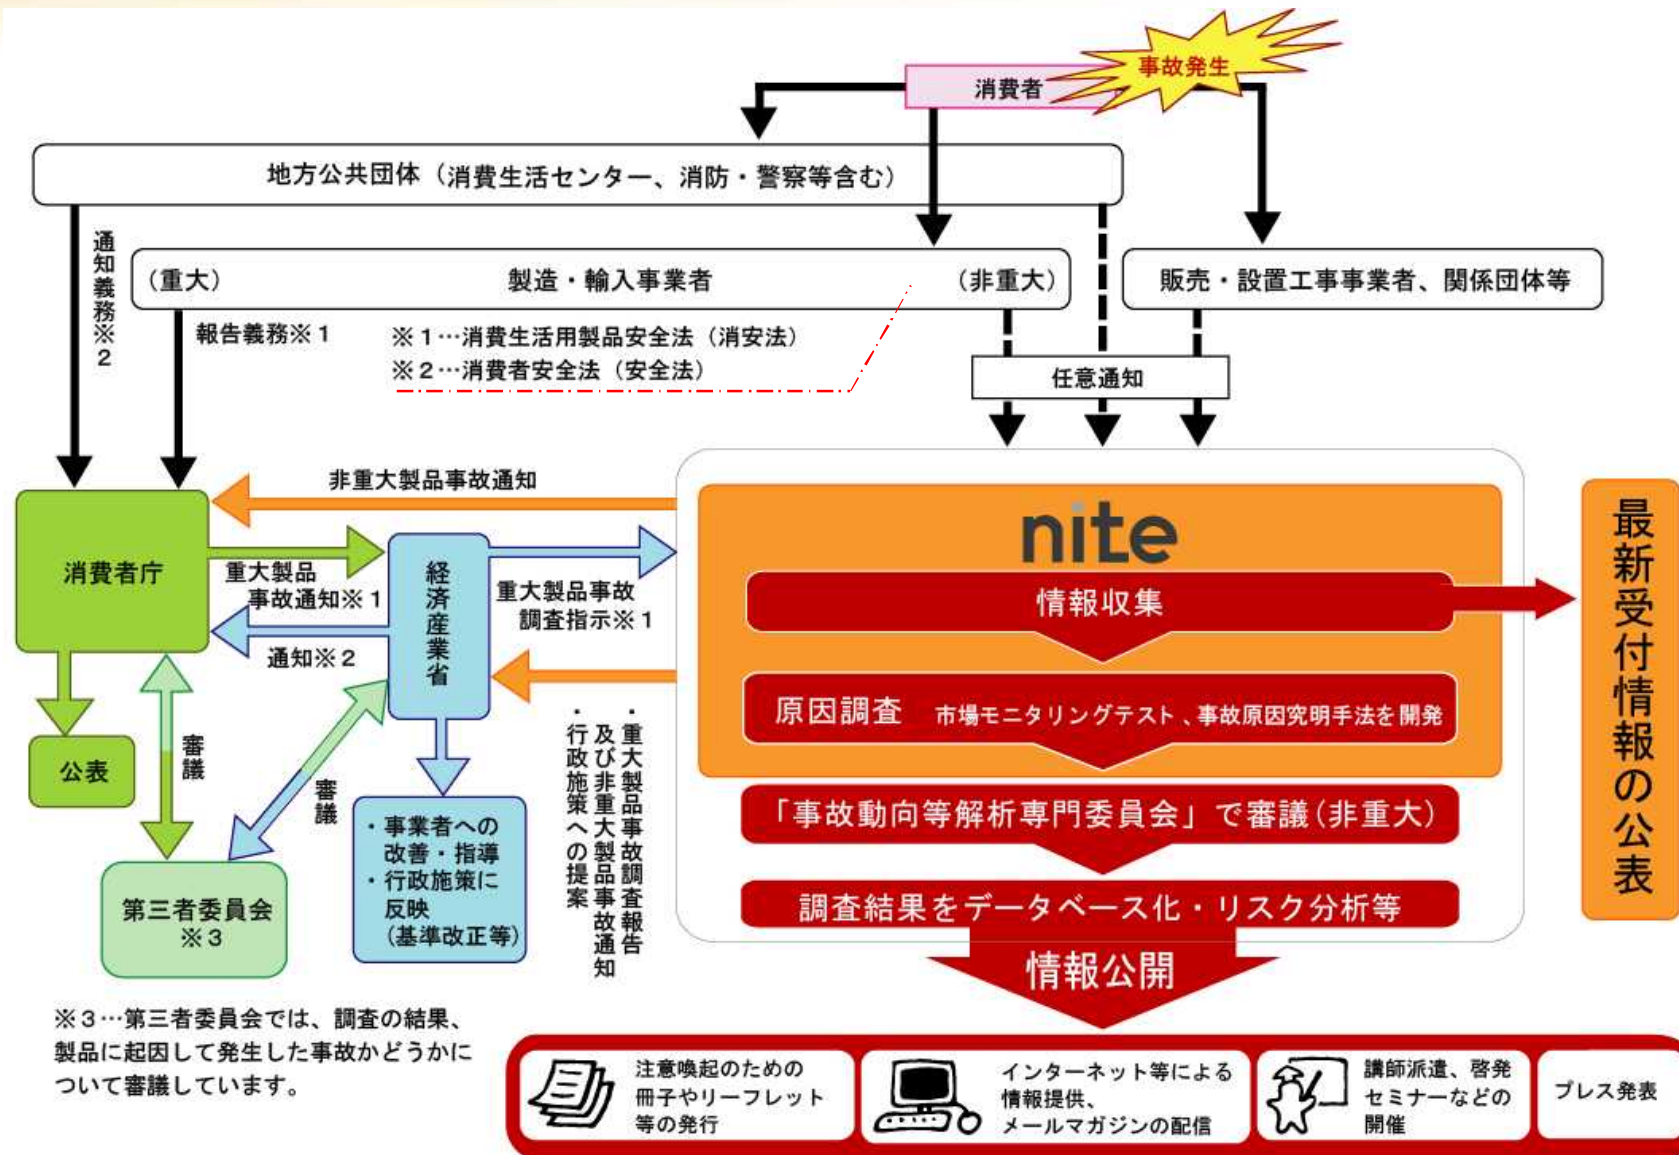 事故発生
消費者
地方公共団体（消費生活センター、消防・警察等含む）
通知義務※2
（重大）
製造・輸入事業者
（非重大）
販売・設置工事事業者、関係団体等
報告義務※1
※1…消費生活用製品安全法（消安法）
※2…消費者安全法（安全法）
任意通知
非重大製品事故通知
消費者庁
重大製品
事故通知※1
通知※2
経済産業省
重大製品事故
調査指示※1
nite
情報収集
原因調査 市場モニタリングテスト、事故原因究明手法を開発
「事故動向等解析専門委員会」で審議(非重大)
調査結果をデータベース化・リスク分析等
情報公開
最新受付情報の公表
公表
審議
審議
第三者委員会
※3
・事業者への
改善・指導
・行政施策に
反映
(基準改正等)
・重大製品事故調査報告
及び非重大製品事故通知
・行政施策への提案
※3…第三者委員会では、調査の結果、
製品に起因して発生した事故かどうかに
ついて審議しています。
注意喚起のための
冊子やリーフレット
等の発行
インターネット等による
情報提供、
メールマガジンの配信
講師派遣、啓発
セミナーなどの
開催
プレス発表